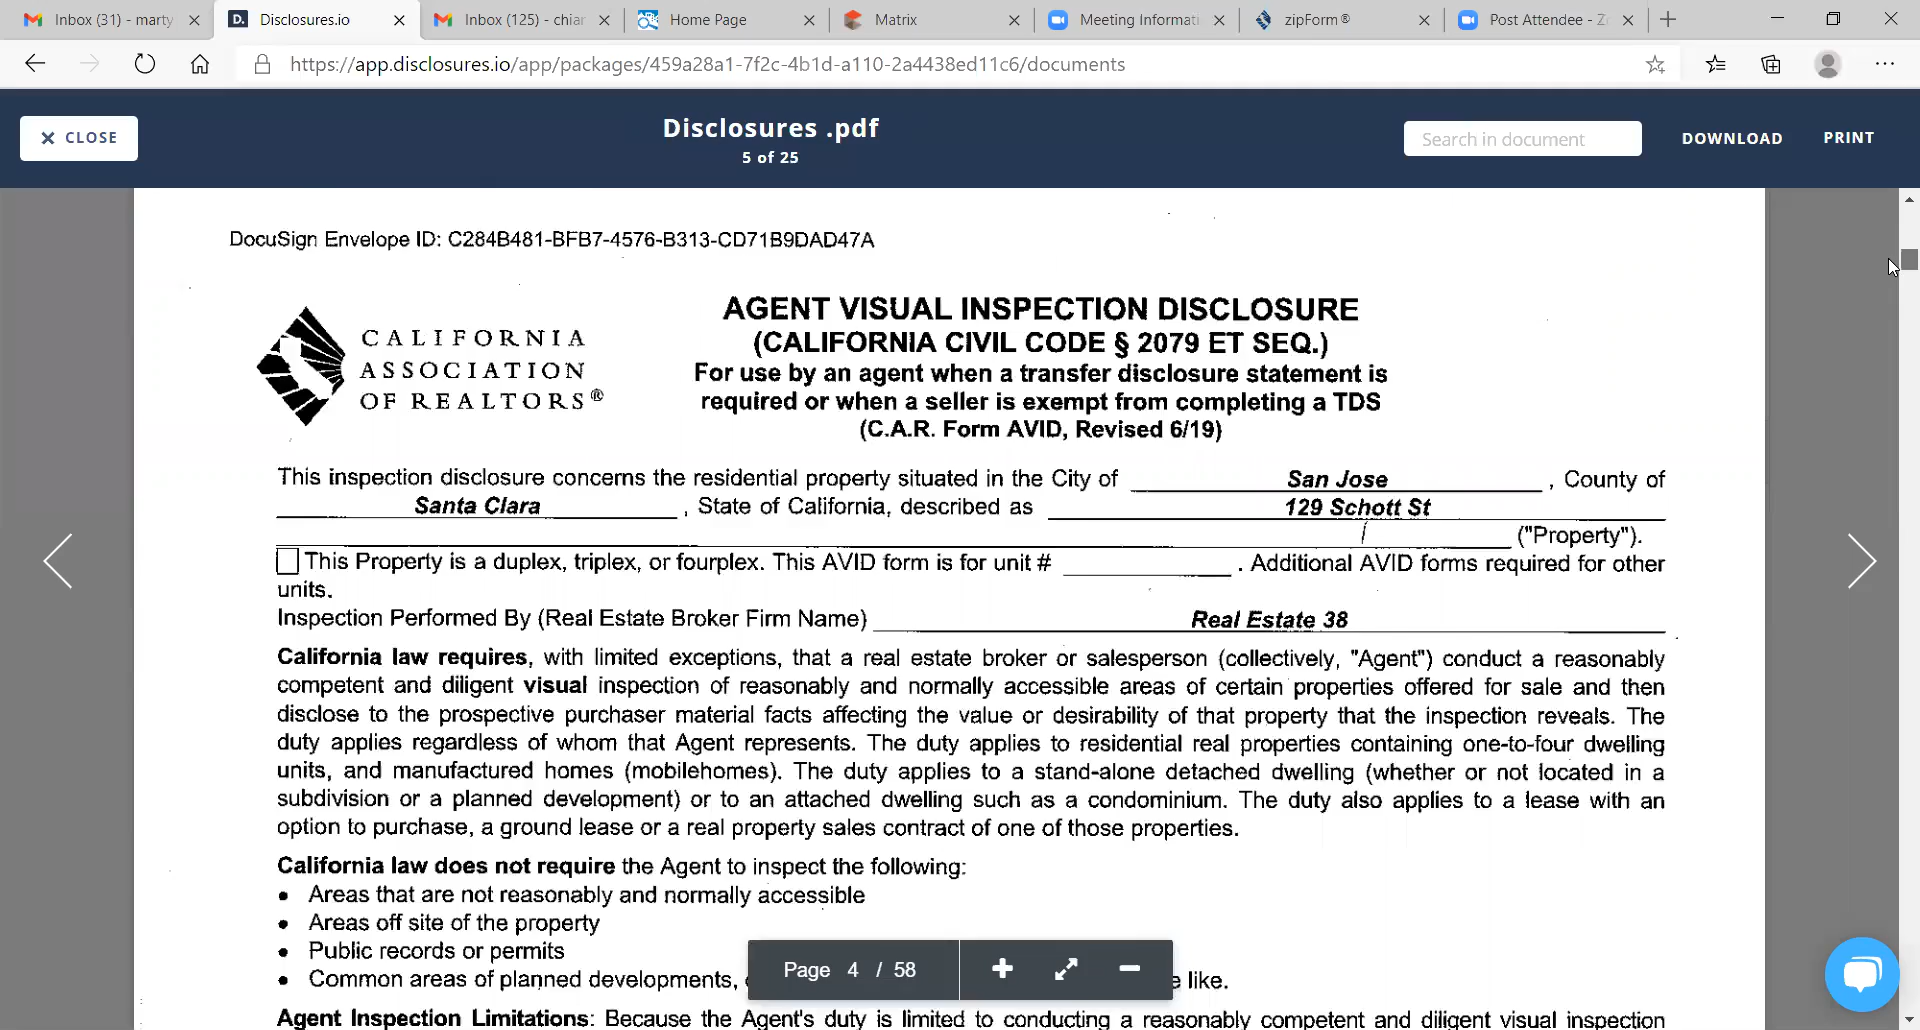 Inbox (31) - marty
Disclosures.io
Inbox (125) - chiar
Home Page
Matrix
Meeting Informati
zipForm®
Post Attendee - Z
https://app.disclosures.io/app/packages/459a28a1-7f2c-4b1d-a110-2a4438ed11c6/documents
CLOSE
Disclosures .pdf
5 of 25
Search in document
DOWNLOAD
PRINT
DocuSign Envelope ID: C284B481-BFB7-4576-B313-CD71B9DAD47A
CALIFORNIA
ASSOCIATION
OF REALTORS®
AGENT VISUAL INSPECTION DISCLOSURE
(CALIFORNIA CIVIL CODE § 2079 ET SEQ.)
For use by an agent when a transfer disclosure statement is
required or when a seller is exempt from completing a TDS
(C.A.R. Form AVID, Revised 6/19)
This inspection disclosure concerns the residential property situated in the City of San Jose , County of
Santa Clara , State of California, described as 129 Schott St
("Property").
This Property is a duplex, triplex, or fourplex. This AVID form is for unit # . Additional AVID forms required for other
units.
Inspection Performed By (Real Estate Broker Firm Name) Real Estate 38
California law requires, with limited exceptions, that a real estate broker or salesperson (collectively, "Agent") conduct a reasonably
competent and diligent visual inspection of reasonably and normally accessible areas of certain properties offered for sale and then
disclose to the prospective purchaser material facts affecting the value or desirability of that property that the inspection reveals. The
duty applies regardless of whom that Agent represents. The duty applies to residential real properties containing one-to-four dwelling
units, and manufactured homes (mobilehomes). The duty applies to a stand-alone detached dwelling (whether or not located in a
subdivision or a planned development) or to an attached dwelling such as a condominium. The duty also applies to a lease with an
option to purchase, a ground lease or a real property sales contract of one of those properties.
California law does not require the Agent to inspect the following:
• Areas that are not reasonably and normally accessible
• Areas off site of the property
• Public records or permits
• Common areas of planned developments, like.
Page 4 / 58
Agent Inspection Limitations: Because the Agent's duty is limited to conducting a reasonably competent and diligent visual inspection